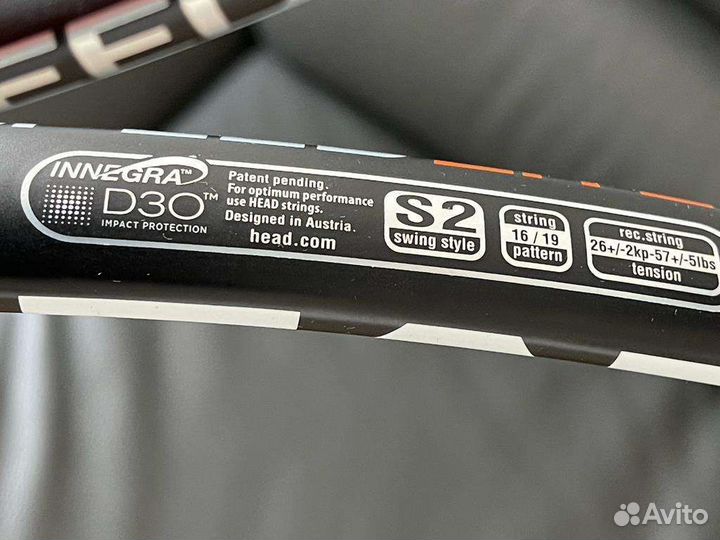 INNEGRA™
D3O™
IMPACT PROTECTION
Patent pending.
For optimum performance
use HEAD strings.
Designed in Austria.
head.com
S2
swing style
string
16 / 19
pattern
rec.string
26+/-2kp-57+/-5lbs
tension
Avito